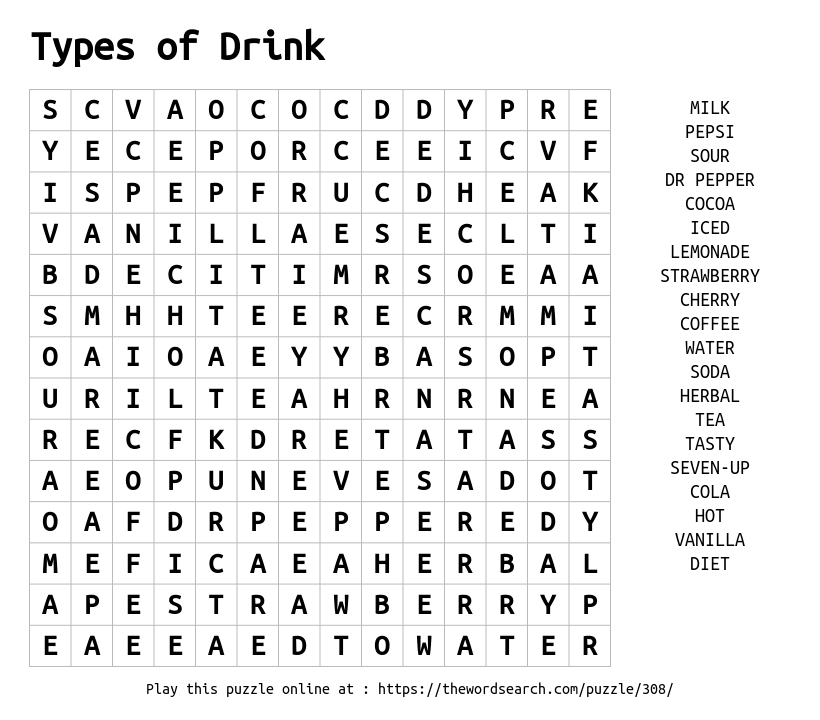 Types of Drink
S C V A O C O C D D Y P R E
Y E C E P O R C E E I C V F
I S P E P F R U C D H E A K
V A N I L L A E S E C L T I
B D E C I T I M R S O E A A
S M H H T E E R E C R M M I
O A I O A E Y Y B A S O P T
U R I L T E A H R N R N E A
R E C F K D R E T A T A S S
A E O P U N E V E S A D O T
O A F D R P E P P E R E D Y
M E F I C A E A H E R B A L
A P E S T R A W B E R R Y P
E A E E A E D T O W A T E R
MILK
PEPSI
SOUR
DR PEPPER
COCOA
ICED
LEMONADE
STRAWBERRY
CHERRY
COFFEE
WATER
SODA
HERBAL
TEA
TASTY
SEVEN-UP
COLA
HOT
VANILLA
DIET
Play this puzzle online at : https://thewordsearch.com/puzzle/308/